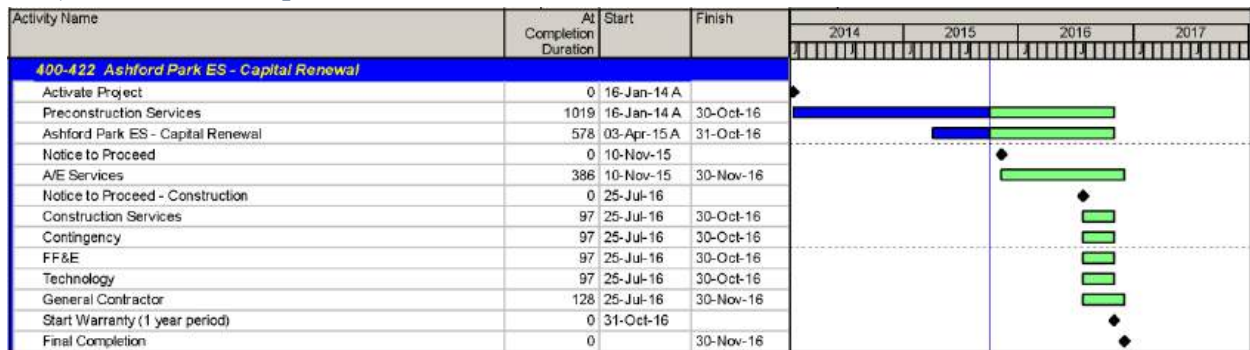 Activity Name At Completion Duration Start Finish
2014 2015 2016 2017
J J J J J J J J
400-422 Ashford Park ES - Capital Renewal
Activate Project 0 16-Jan-14 A
Preconstruction Services 1019 16-Jan-14 A 30-Oct-16
Ashford Park ES - Capital Renewal 578 03-Apr-15 A 31-Oct-16
Notice to Proceed 0 10-Nov-15
A/E Services 386 10-Nov-15 30-Nov-16
Notice to Proceed - Construction 0 25-Jul-16
Construction Services 97 25-Jul-16 30-Oct-16
Contingency 97 25-Jul-16 30-Oct-16
FF&E 97 25-Jul-16 30-Oct-16
Technology 97 25-Jul-16 30-Oct-16
General Contractor 128 25-Jul-16 30-Nov-16
Start Warranty (1 year period) 0 31-Oct-16
Final Completion 0 30-Nov-16